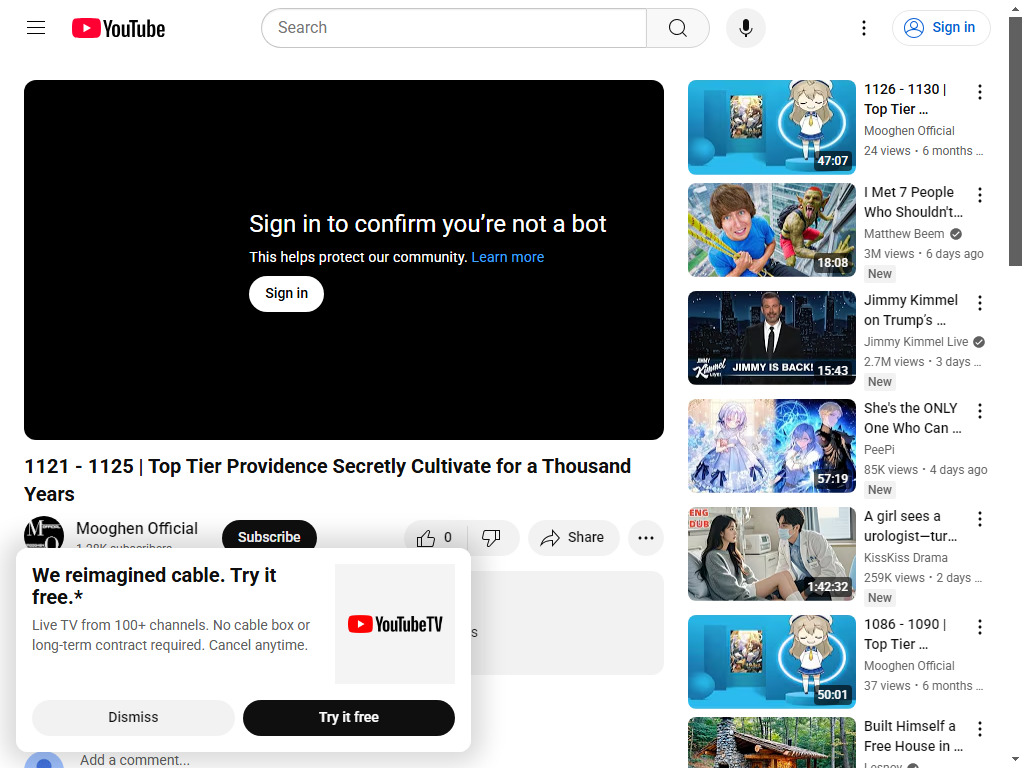 YouTube
Search
Sign in
Sign in to confirm you’re not a bot
This helps protect our community. Learn more
Sign in
1121 - 1125 | Top Tier Providence Secretly Cultivate for a Thousand
Years
Mooghen Official
Subscribe
0
Share
We reimagined cable. Try it
free.*
Live TV from 100+ channels. No cable box or
long-term contract required. Cancel anytime.
YouTubeTV
Dismiss
Try it free
s
Add a comment...
47:07
1126 - 1130 |
Top Tier ...
Mooghen Official
24 views • 6 months ...
18:08
I Met 7 People
Who Shouldn't...
Matthew Beem
3M views • 6 days ago
New
JIMMY KIMMEL LIVE!
JIMMY IS BACK!
15:43
Jimmy Kimmel
on Trump’s ...
Jimmy Kimmel Live
2.7M views • 3 days ...
New
57:19
She's the ONLY
One Who Can ...
PeePi
85K views • 4 days ago
New
ENG
DUB
1:42:32
A girl sees a
urologist—tur...
KissKiss Drama
259K views • 2 days ...
New
50:01
1086 - 1090 |
Top Tier ...
Mooghen Official
37 views • 6 months ...
Built Himself a
Free House in ...